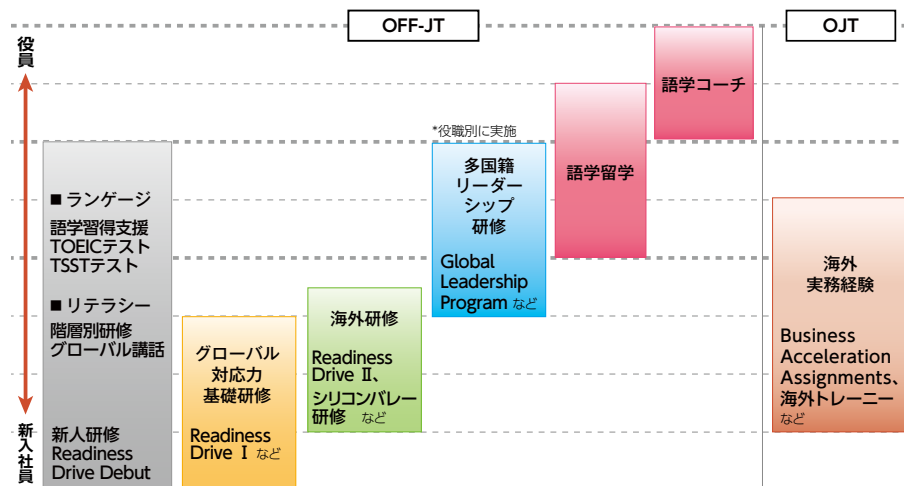 OFF-JT
OJT
役員
新入社員
■ ランゲージ
語学習得支援
TOEICテスト
TSSTテスト
■ リテラシー
階層別研修
グローバル講話
新人研修
Readiness
Drive Debut
グローバル
対応力
基礎研修
Readiness
Drive Ⅰ など
海外研修
Readiness
Drive Ⅱ、
シリコンバレー
研修 など
*役職別に実施
多国籍
リーダー
シップ
研修
Global
Leadership
Program など
語学留学
語学コーチ
海外
実務経験
Business
Acceleration
Assignments、
海外トレーニー
など